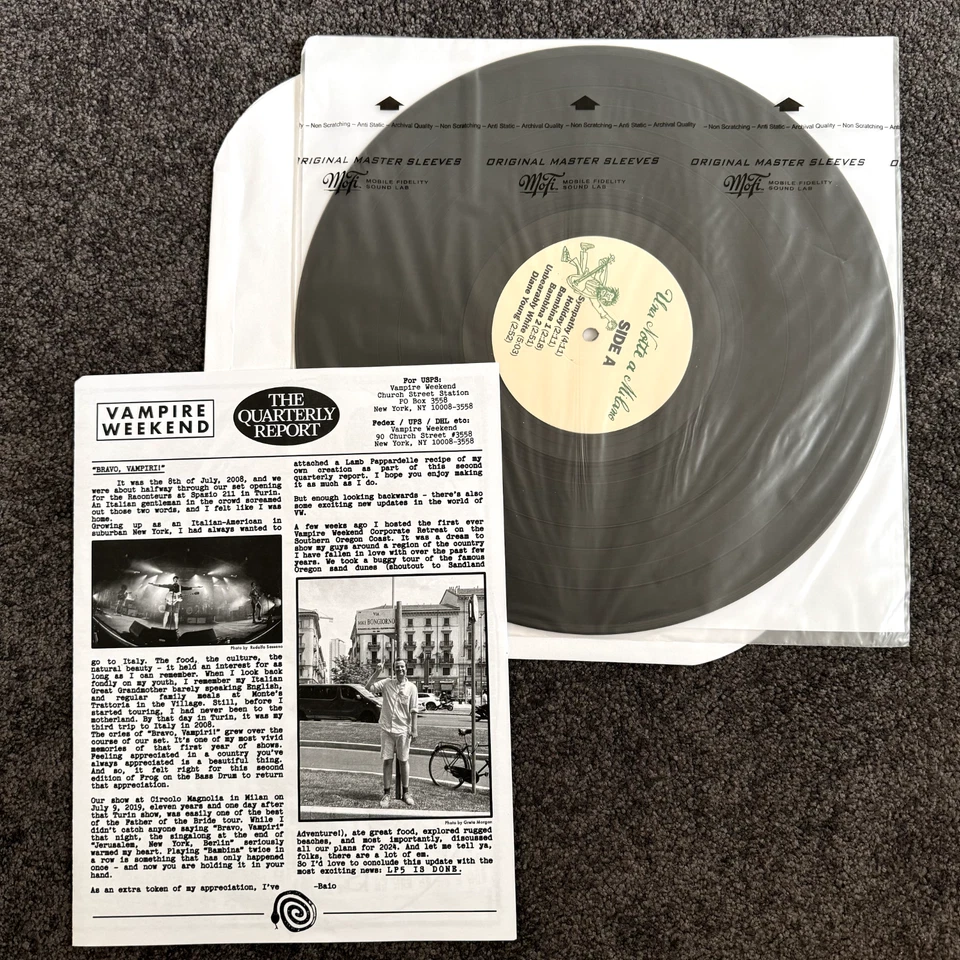 y – Non Scratching – Anti Static – Archival Quality – Non Scratching – Anti Static – Archival Quality – Non Scratching – Anti Static – Archival Quality – Non Scratching – Anti
ORIGINAL MASTER SLEEVES ORIGINAL MASTER SLEEVES ORIGINAL MASTER SLEEVES
MoFi MOBILE FIDELITY SOUND LAB MoFi MOBILE FIDELITY SOUND LAB MoFi MOBILE FIDELITY SOUND LAB
Una Notte a Milano
SIDE A
Sympathy (4:11)
Holiday (2:11)
Bambina 1 (2:18)
Bambina 2 (2:51)
Unbearably White (5:03)
Diane Young (2:52)
VAMPIRE
WEEKEND
THE
QUARTERLY
REPORT
For USPS:
Vampire Weekend
Church Street Station
PO Box 3558
New York, NY 10008-3558
Fedex / UPS / DHL etc:
Vampire Weekend
90 Church Street #3558
New York, NY 10008-3558
"BRAVO, VAMPIRI!"
It was the 8th of July, 2008, and we
were about halfway through our set opening
for the Raconteurs at Spazio 211 in Turin.
An Italian gentleman in the crowd screamed
out those two words, and I felt like I was
home.
Growing up as an Italian-American in
suburban New York, I had always wanted to
Photo by Rodolfo Sassano
go to Italy. The food, the culture, the
natural beauty - it held an interest for as
long as I can remember. When I look back
fondly on my youth, I remember my Italian
Great Grandmother barely speaking English,
and regular family meals at Monte's
Trattoria in the Village. Still, before I
started touring, I had never been to the
motherland. By that day in Turin, it was my
third trip to Italy in 2008.
The cries of "Bravo, Vampiri!" grew over the
course of our set. It's one of my most vivid
memories of that first year of shows.
Feeling appreciated in a country you've
always appreciated is a beautiful thing.
And so, it felt right for this second
edition of Frog on the Bass Drum to return
that appreciation.
Our show at Circolo Magnolia in Milan on
July 9, 2019, eleven years and one day after
that Turin show, was easily one of the best
of the Father of the Bride tour. While I
didn't catch anyone saying "Bravo, Vampiri"
that night, the singalong at the end of
"Jerusalem, New York, Berlin" seriously
warmed my heart. Playing "Bambina" twice in
a row is something that has only happened
once - and now you are holding it in your
hand.
As an extra token of my appreciation, I've
attached a Lamb Pappardelle recipe of my
own creation as part of this second
quarterly report. I hope you enjoy making
it as much as I do.
But enough looking backwards - there's also
some exciting new updates in the world of
VW.
A few weeks ago I hosted the first ever
Vampire Weekend Corporate Retreat on the
Southern Oregon Coast. It was a dream to
show my guys around a region of the country
I have fallen in love with over the past few
years. We took a buggy tour of the famous
Oregon sand dunes (shoutout to Sandland
VIA
MIKE BONGIORNO
Photo by Greta Morgan
Adventure!), ate great food, explored rugged
beaches, and most importantly, discussed
all our plans for 2024. And let me tell ya,
folks, there are a lot of em.
So I'd love to conclude this update with the
most exciting news: LP5 IS DONE.
-Baio